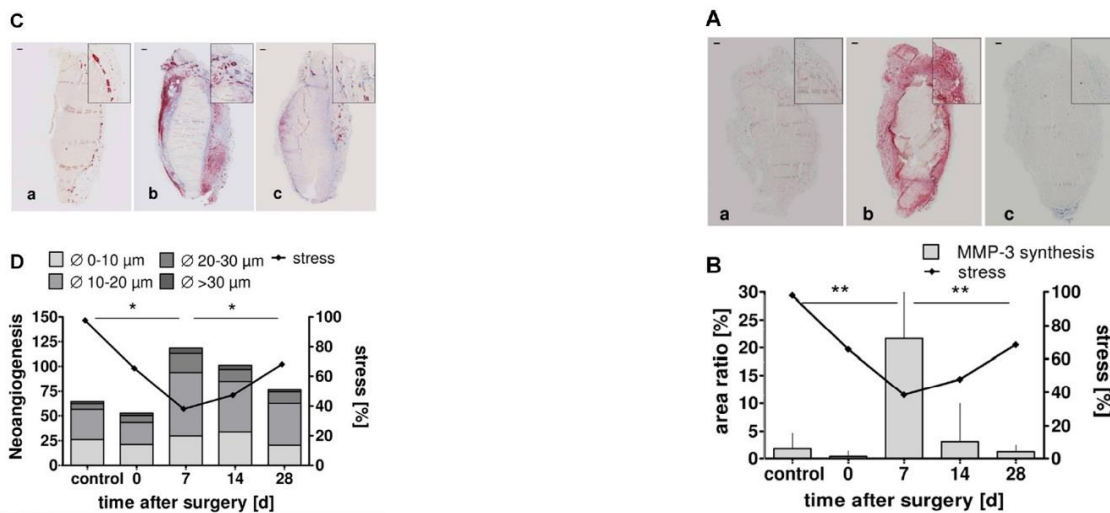 C
a
b
c
D
Ø 0-10 µm
Ø 20-30 µm
stress
Ø 10-20 µm
Ø >30 µm
*
*
Neoangiogenesis
150
125
100
75
50
25
0
100
80
60
40
20
0
stress [%]
control 0 7 14 28
time after surgery [d]
A
a
b
c
B
MMP-3 synthesis
stress
**
**
area ratio [%]
30
25
20
15
10
5
0
100
80
60
40
20
0
stress [%]
control 0 7 14 28
time after surgery [d]